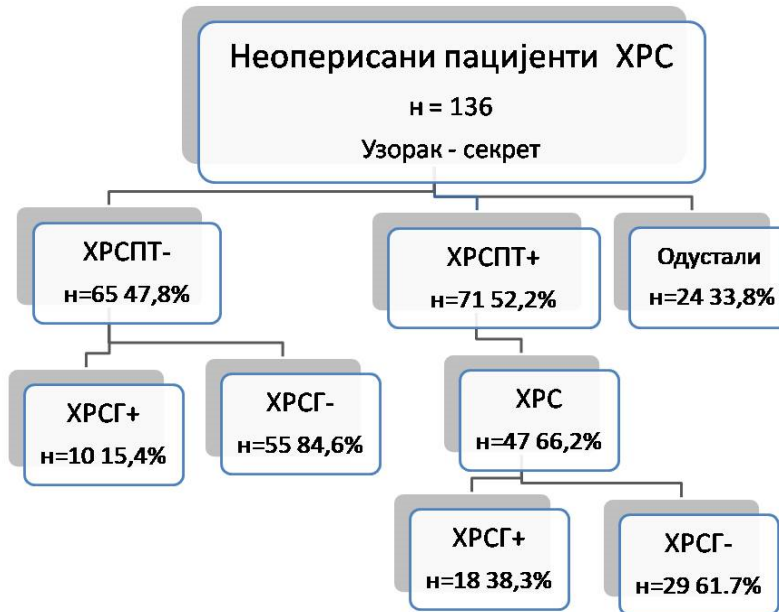 Неоперисани пацијенти ХРС
н = 136
Узорак - секрет
ХРСПТ-
н=65 47,8%
ХРСПТ+
н=71 52,2%
Одустали
н=24 33,8%
ХРСГ+
н=10 15,4%
ХРСГ-
н=55 84,6%
ХРС
н=47 66,2%
ХРСГ+
н=18 38,3%
ХРСГ-
н=29 61.7%